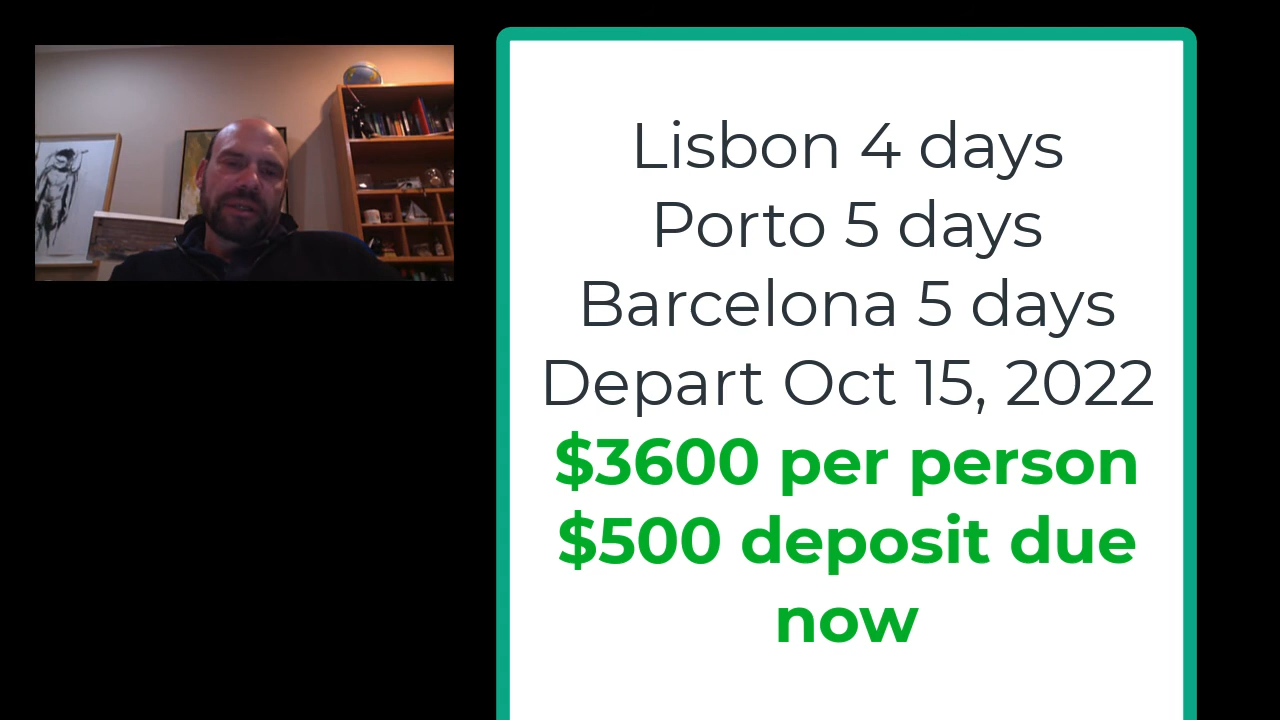 Lisbon 4 days
Porto 5 days
Barcelona 5 days
Depart Oct 15, 2022
$3600 per person
$500 deposit due
now